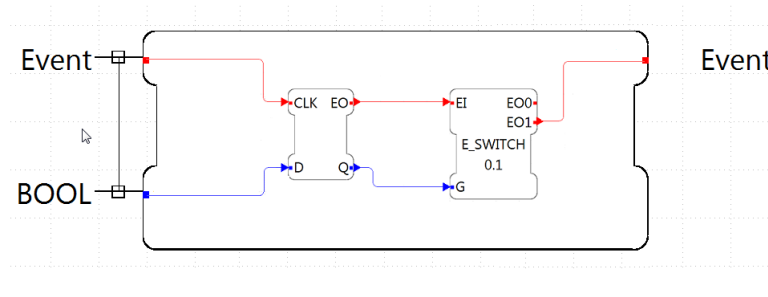 Event
Event
CLK EO
EI EO0
EO1
E_SWITCH
0.1
D Q
G
BOOL